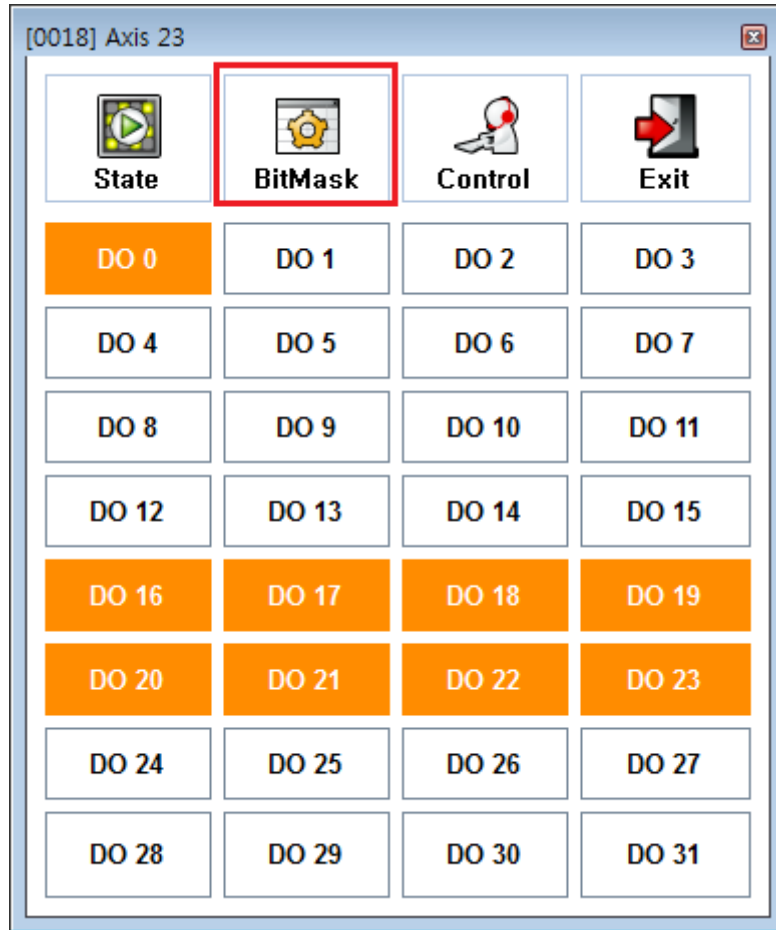 [0018] Axis 23
State BitMask Control Exit
DO 0 DO 1 DO 2 DO 3
DO 4 DO 5 DO 6 DO 7
DO 8 DO 9 DO 10 DO 11
DO 12 DO 13 DO 14 DO 15
DO 16 DO 17 DO 18 DO 19
DO 20 DO 21 DO 22 DO 23
DO 24 DO 25 DO 26 DO 27
DO 28 DO 29 DO 30 DO 31